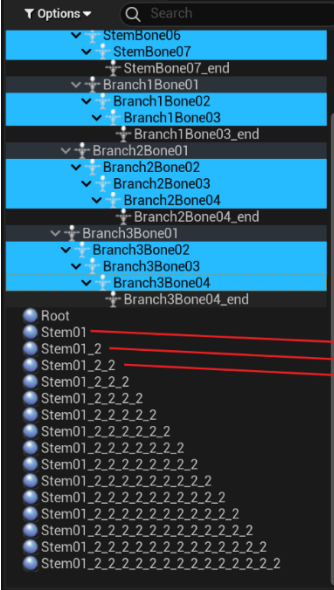 Options
Search
StemBone06
StemBone07
StemBone07_end
Branch1Bone01
Branch1Bone02
Branch1Bone03
Branch1Bone03_end
Branch2Bone01
Branch2Bone02
Branch2Bone03
Branch2Bone04
Branch2Bone04_end
Branch3Bone01
Branch3Bone02
Branch3Bone03
Branch3Bone04
Branch3Bone04_end
Root
Stem01
Stem01_2
Stem01_2_2
Stem01_2_2_2
Stem01_2_2_2_2
Stem01_2_2_2_2_2
Stem01_2_2_2_2_2_2
Stem01_2_2_2_2_2_2_2
Stem01_2_2_2_2_2_2_2_2
Stem01_2_2_2_2_2_2_2_2_2
Stem01_2_2_2_2_2_2_2_2_2_2
Stem01_2_2_2_2_2_2_2_2_2_2_2
Stem01_2_2_2_2_2_2_2_2_2_2_2_2
Stem01_2_2_2_2_2_2_2_2_2_2_2_2_2
Stem01_2_2_2_2_2_2_2_2_2_2_2_2_2_2